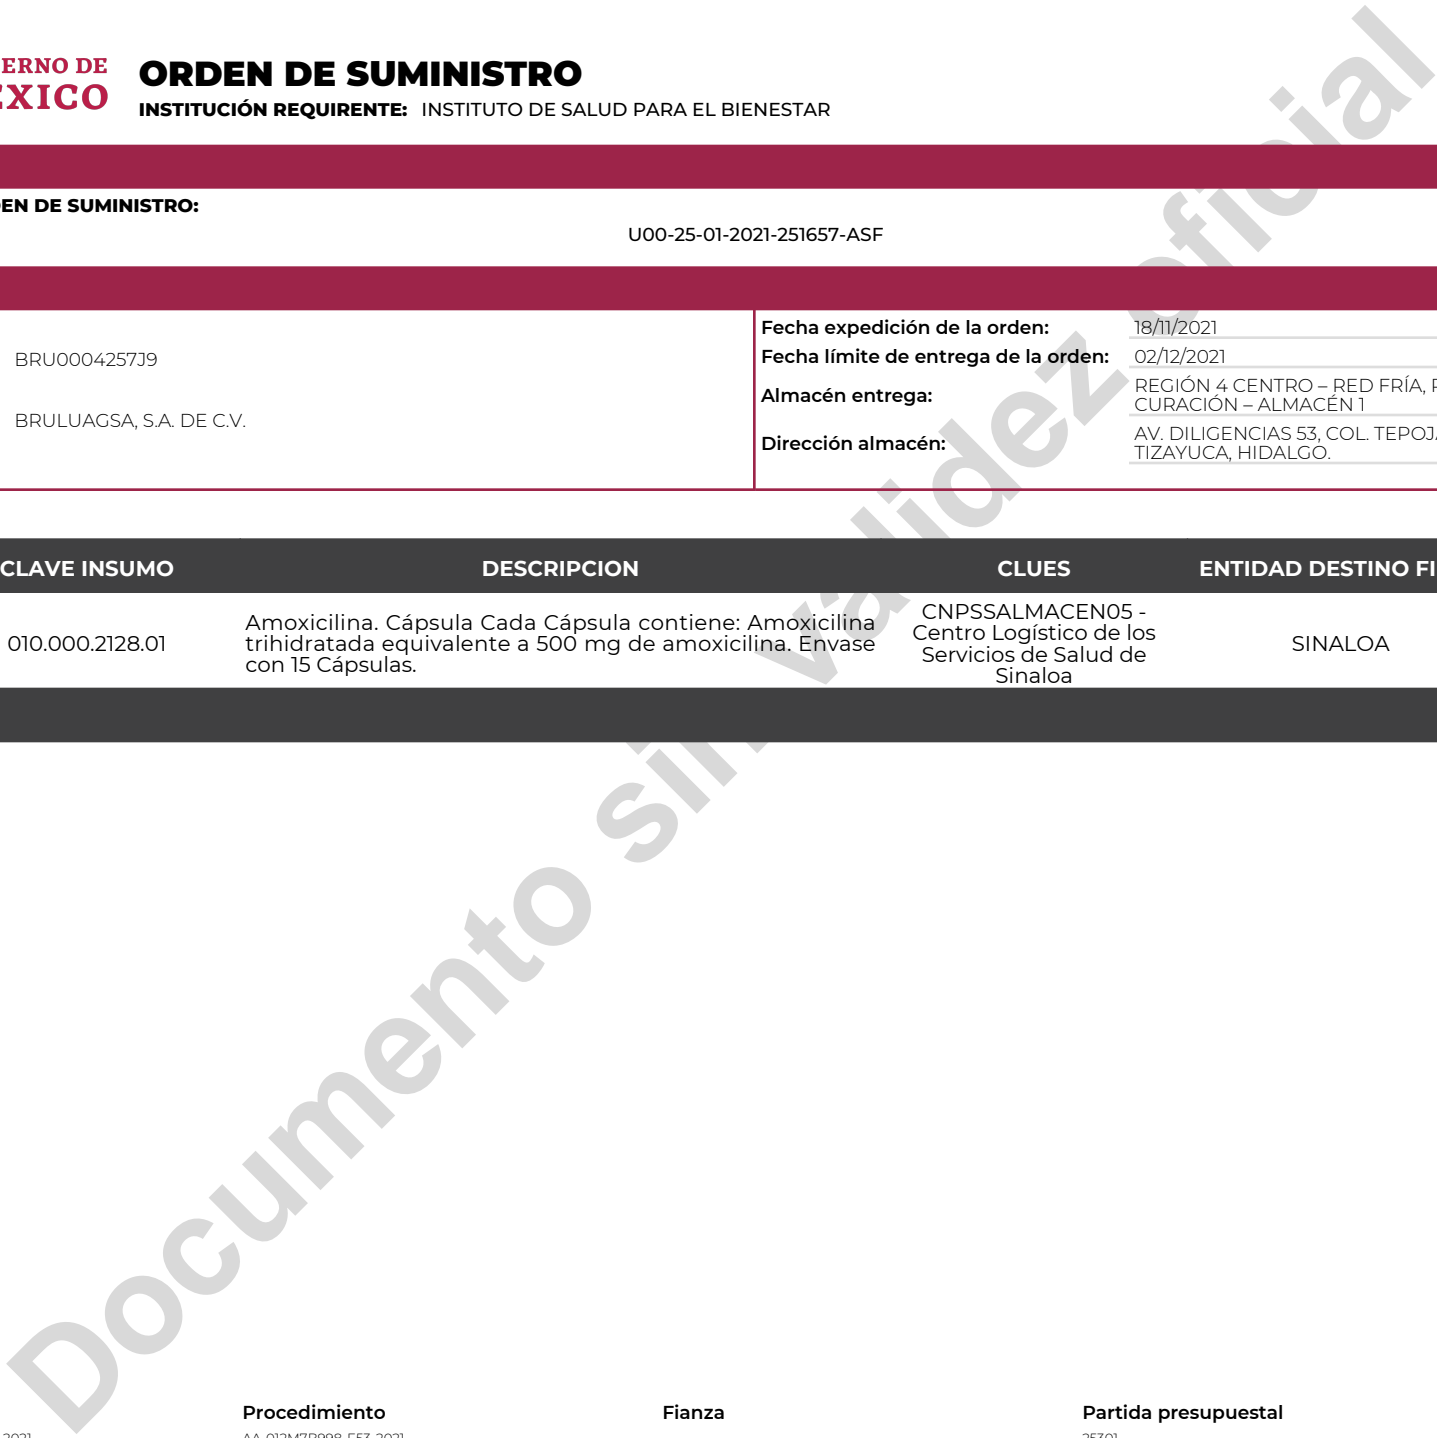 ERNO DE
ORDEN DE SUMINISTRO
INSTITUCIÓN REQUIRENTE: INSTITUTO DE SALUD PARA EL BIENESTAR
EN DE SUMINISTRO:
U00-25-01-2021-251657-ASF
BRU0004257J9
BRULUAGSA, S.A. DE C.V.
Fecha expedición de la orden: 18/11/2021
Fecha límite de entrega de la orden: 02/12/2021
Almacén entrega: REGIÓN 4 CENTRO – RED FRÍA,
CURACIÓN – ALMACÉN 1
Dirección almacén: AV. DILIGENCIAS 53, COL.
TIZAYUCA, HIDALGO.
CLAVE INSUMO DESCRIPCION CLUES ENTIDAD DESTINO
010.000.2128.01
Amoxicilina. Cápsula Cada Cápsula contiene: Amoxicilina
trihidratada equivalente a 500 mg de amoxicilina. Envase
con 15 Cápsulas.
CNPSSALMACEN05 -
Centro Logístico de los
Servicios de Salud de
Sinaloa
SINALOA
Documento sin validez oficial
Procedimiento Fianza Partida presupuestal